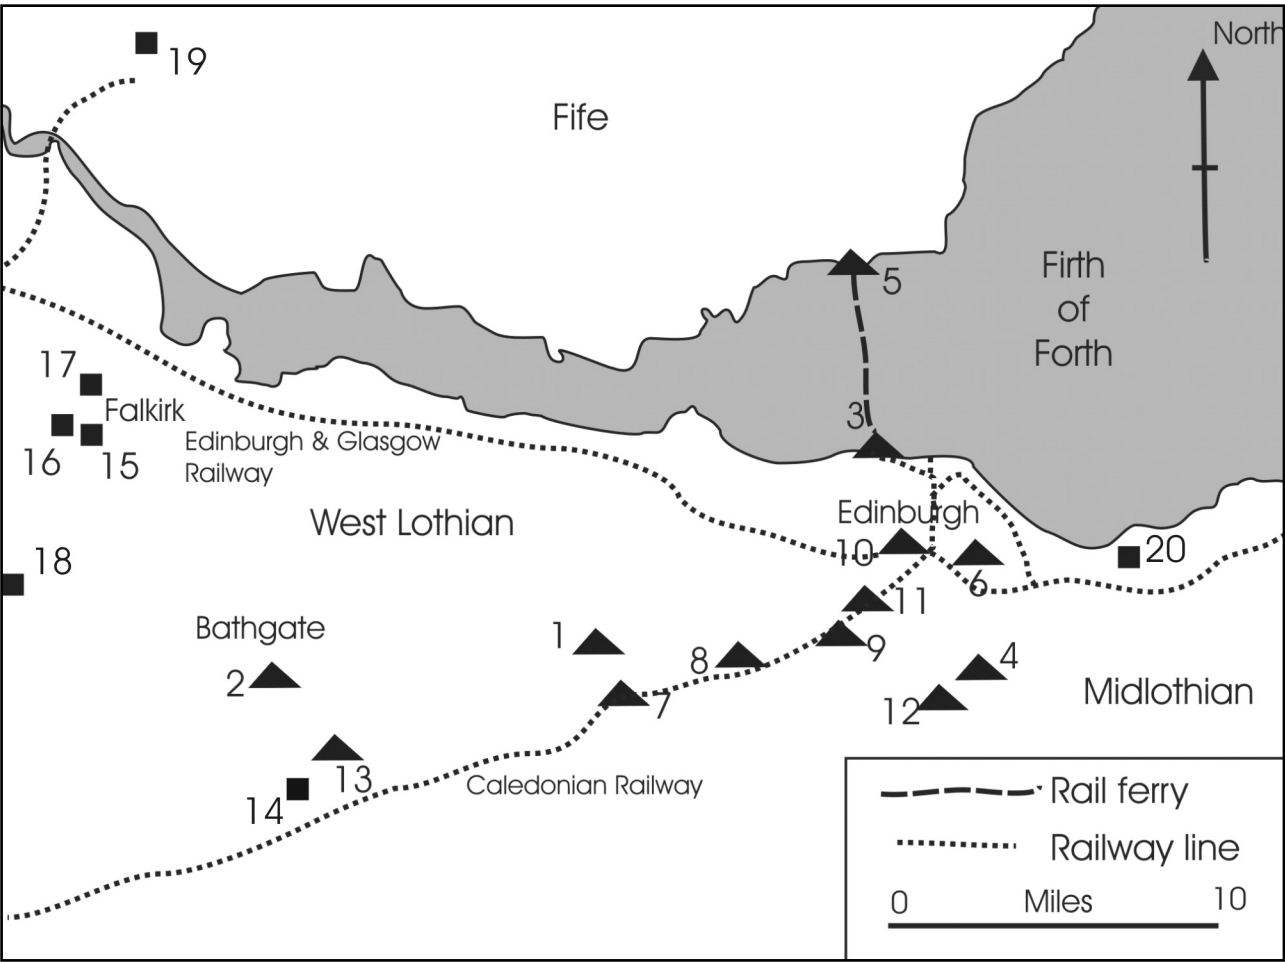 North
19
Fife
Firth
of
Forth
5
17
Falkirk
3
16
15
Edinburgh & Glasgow
Railway
West Lothian
Edinburgh
10
20
18
6
11
Bathgate
1
8
9
4
2
7
12
Midlothian
13
14
Caledonian Railway
Rail ferry
Railway line
0
Miles
10